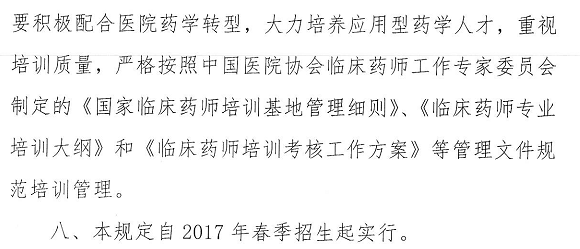 要积极配合医院药学转型，大力培养应用型药学人才，重视
培训质量，严格按照中国医院协会临床药师工作专家委员会
制定的《国家临床药师培训基地管理细则》、《临床药师专业
培训大纲》和《临床药师培训考核工作方案》等管理文件规
范培训管理。
八、本规定自 2017 年春季招生起实行。